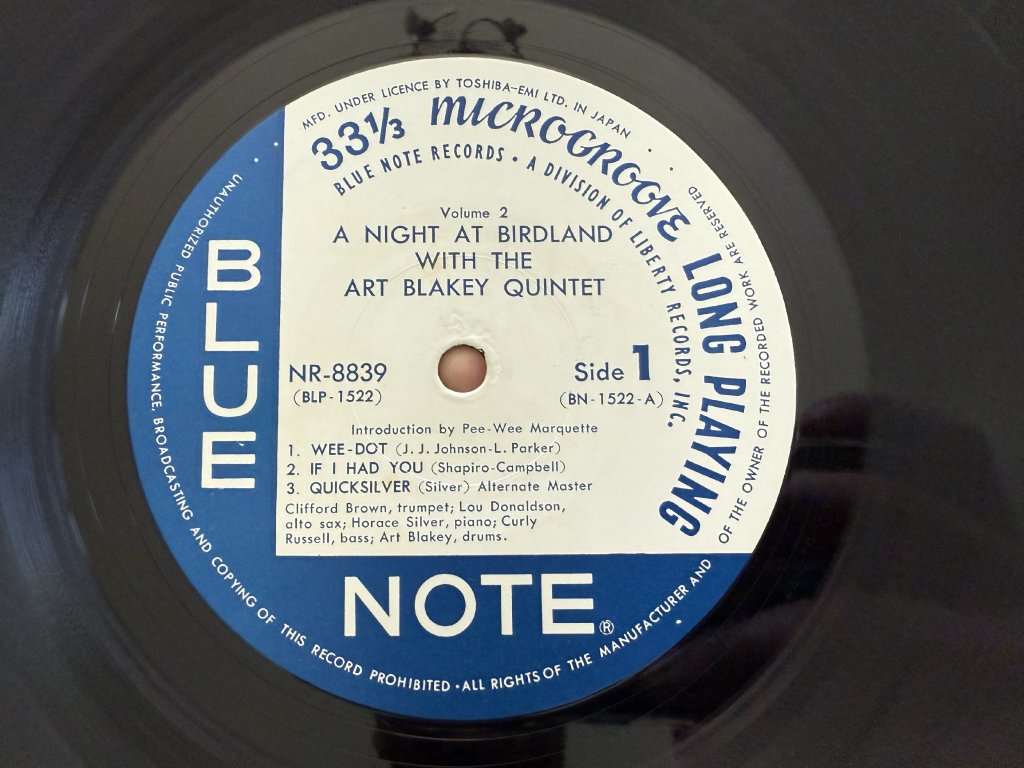 MFD. UNDER LICENCE BY TOSHIBA-EMI LTD. IN JAPAN
33 1/3 MICROGROOVE LONG PLAYING
BLUE NOTE RECORDS • A DIVISION OF LIBERTY RECORDS, INC.
Volume 2
A NIGHT AT BIRDLAND
WITH THE
ART BLAKEY QUINTET
NR-8839
(BLP-1522)
Side 1
(BN-1522-A)
Introduction by Pee-Wee Marquette
1. WEE-DOT (J. J. Johnson-L. Parker)
2. IF I HAD YOU (Shapiro-Campbell)
3. QUICKSILVER (Silver) Alternate Master
Clifford Brown, trumpet; Lou Donaldson,
alto sax; Horace Silver, piano; Curly
Russell, bass; Art Blakey, drums.
BLUE
NOTE®
UNAUTHORIZED PUBLIC PERFORMANCE, BROADCASTING AND COPYING OF THIS RECORD PROHIBITED • ALL RIGHTS OF THE MANUFACTURER AND OF THE OWNER OF THE RECORDED WORK ARE RESERVED